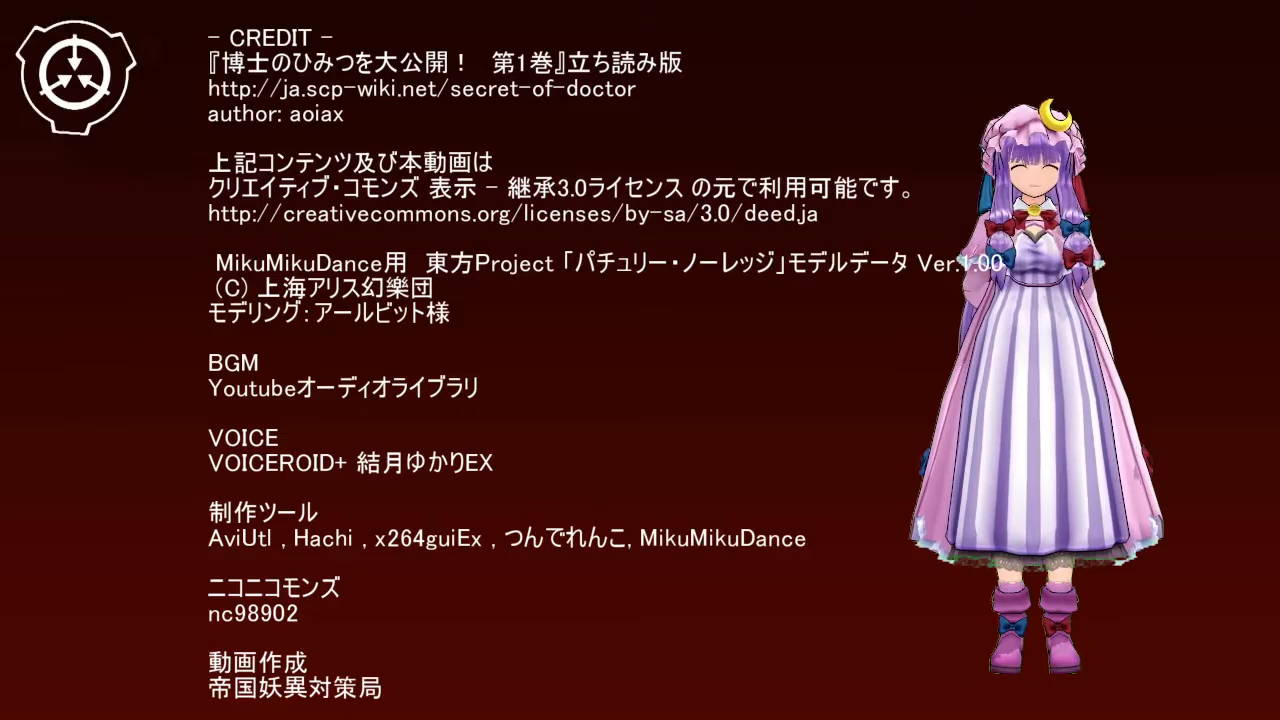 - CREDIT -
『博士のひみつを大公開！　第1巻』立ち読み版
http://ja.scp-wiki.net/secret-of-doctor
author: aoiax
上記コンテンツ及び本動画は
クリエイティブ・コモンズ 表示 - 継承3.0ライセンス の元で利用可能です。
http://creativecommons.org/licenses/by-sa/3.0/deed.ja
MikuMikuDance用　東方Project「パチュリー・ノーレッジ」モデルデータ Ver.1.00
（C) 上海アリス幻樂団
モデリング: アールビット様
BGM
Youtubeオーディオライブラリ
VOICE
VOICEROID+ 結月ゆかりEX
制作ツール
AviUtl , Hachi , x264guiEx , つんでれんこ, MikuMikuDance
ニコニコモンズ
nc98902
動画作成
帝国妖異対策局